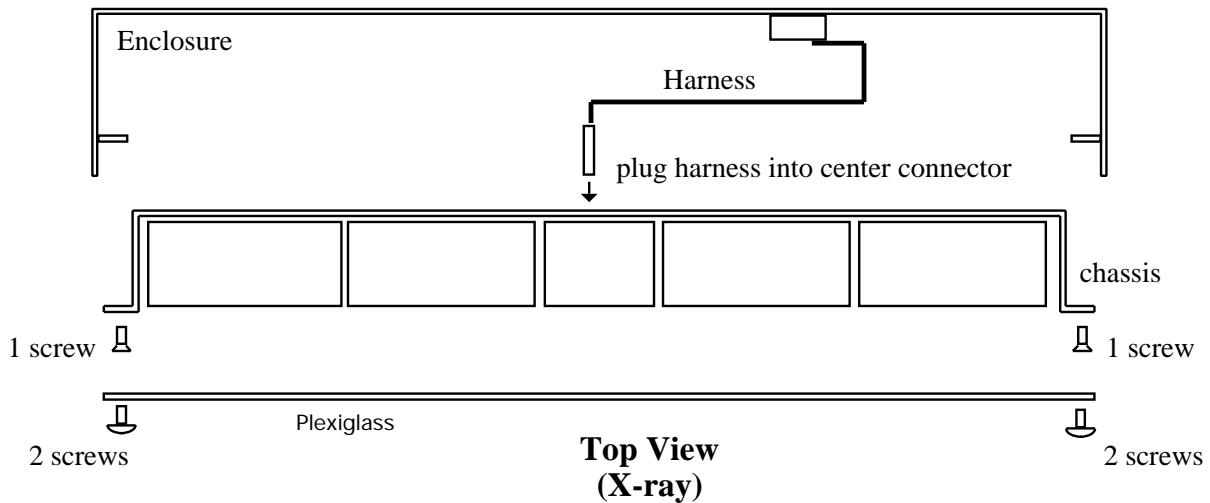 Enclosure
Harness
plug harness into center connector
chassis
1 screw
1 screw
Plexiglass
2 screws
2 screws
Top View
(X-ray)